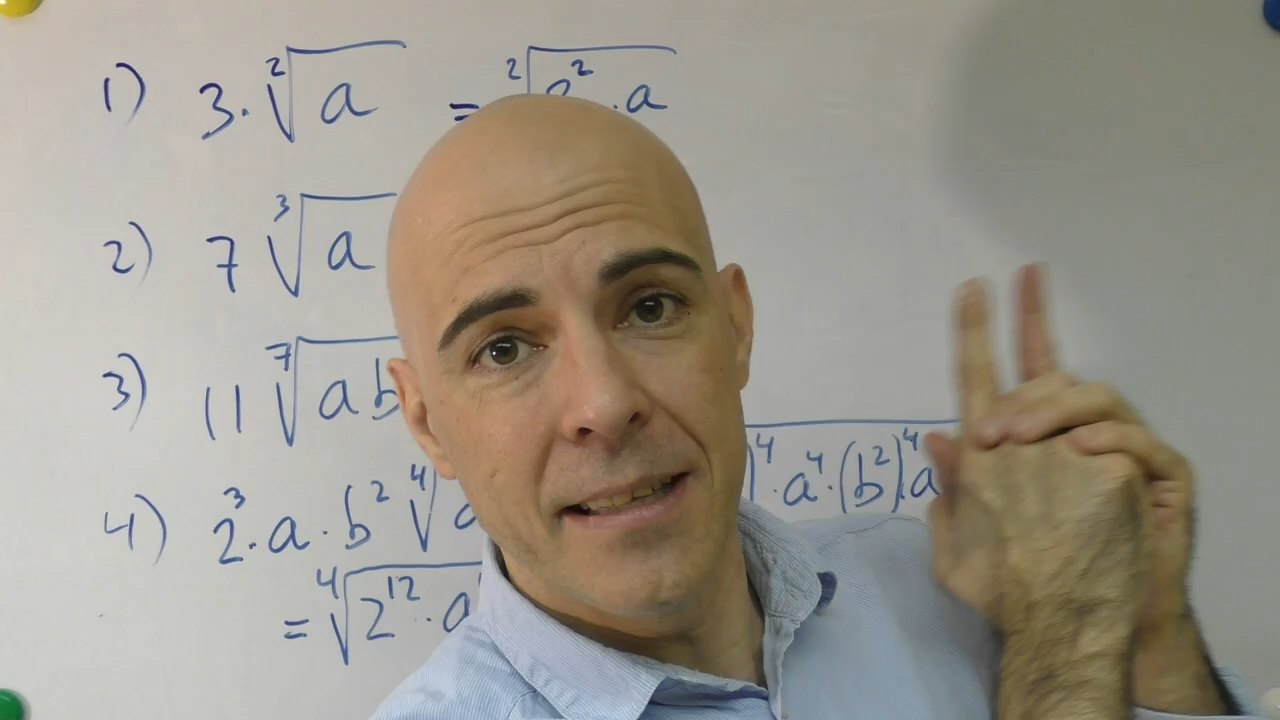 1) 3·²√a = ²√3²·a
2) 7 ³√a
3) 11 ⁷√ab
4) 2³·a·b² ⁴√a )⁴·a⁴·(b²)⁴·a
= ⁴√2¹²·a